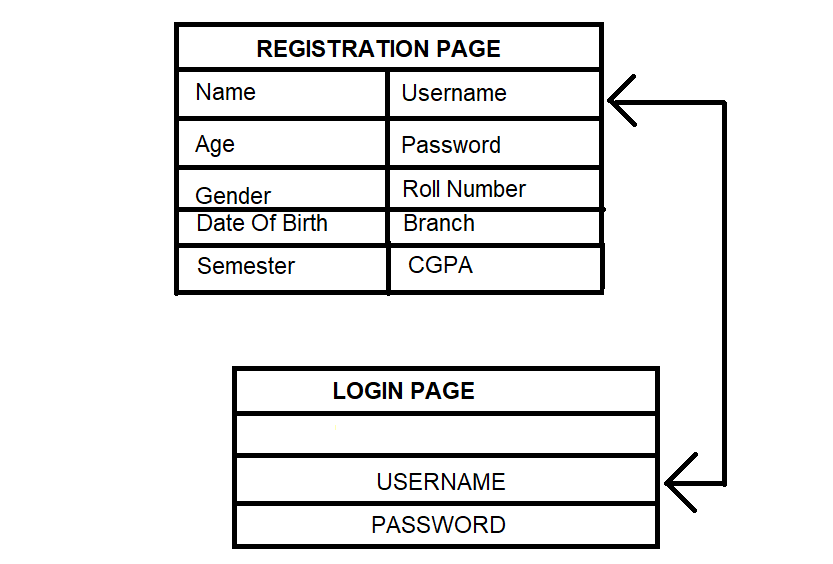 REGISTRATION PAGE
Name Username
Age Password
Gender Roll Number
Date Of Birth Branch
Semester CGPA
LOGIN PAGE
USERNAME
PASSWORD